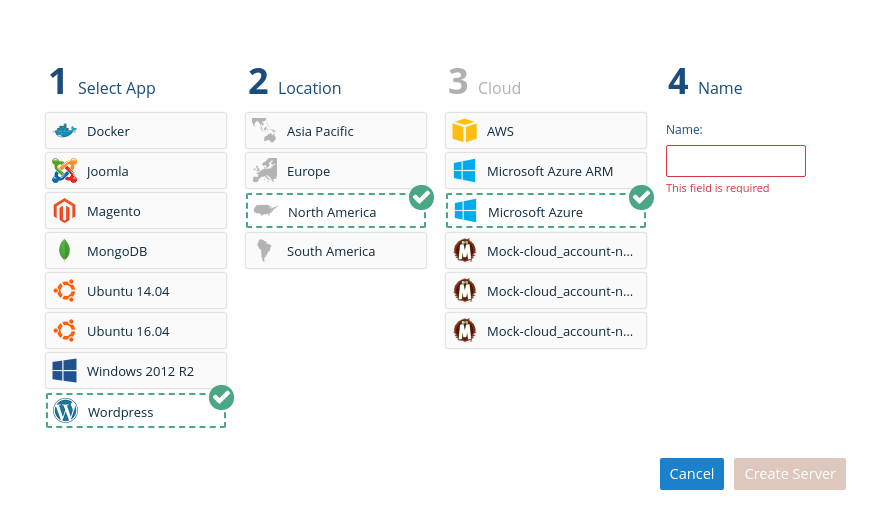 1 Select App
Docker
Joomla
Magento
MongoDB
Ubuntu 14.04
Ubuntu 16.04
Windows 2012 R2
Wordpress
2 Location
Asia Pacific
Europe
North America
South America
3 Cloud
AWS
Microsoft Azure ARM
Microsoft Azure
Mock-cloud_account-n...
Mock-cloud_account-n...
Mock-cloud_account-n...
4 Name
Name:
This field is required
Cancel
Create Server